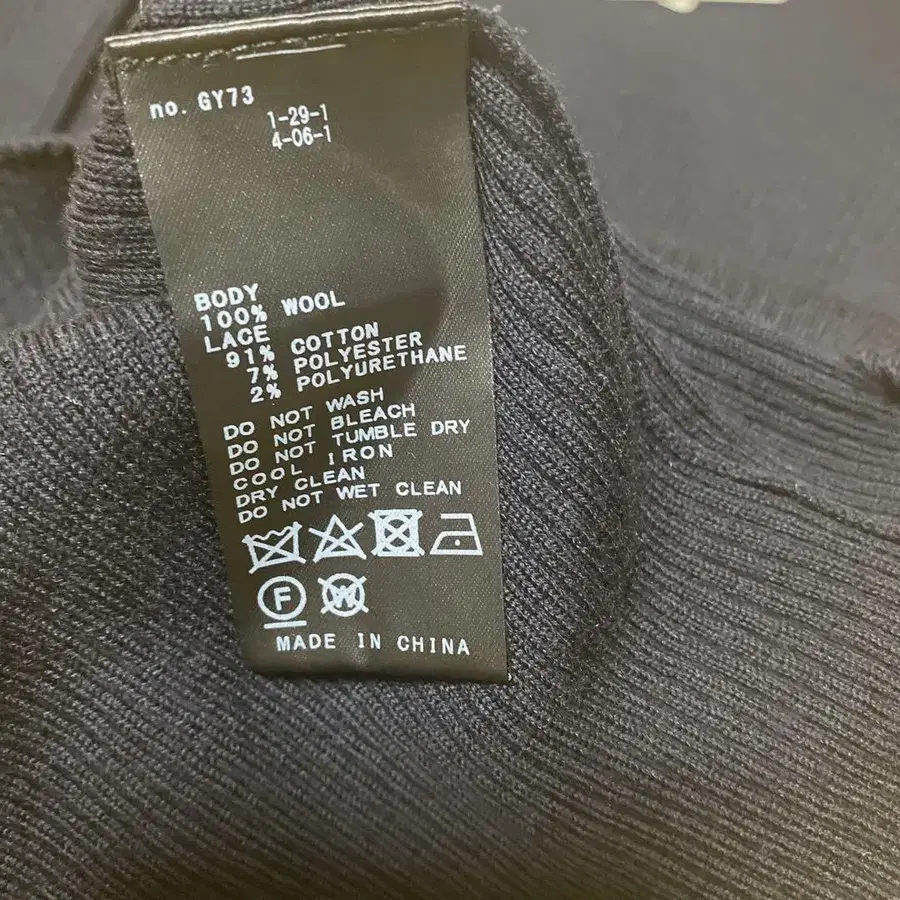 no. GY73
1-29-1
4-06-1
BODY
100% WOOL
LACE
91% COTTON
7% POLYESTER
2% POLYURETHANE
DO NOT WASH
DO NOT BLEACH
DO NOT TUMBLE DRY
COOL IRON
DRY CLEAN
DO NOT WET CLEAN
F W
MADE IN CHINA